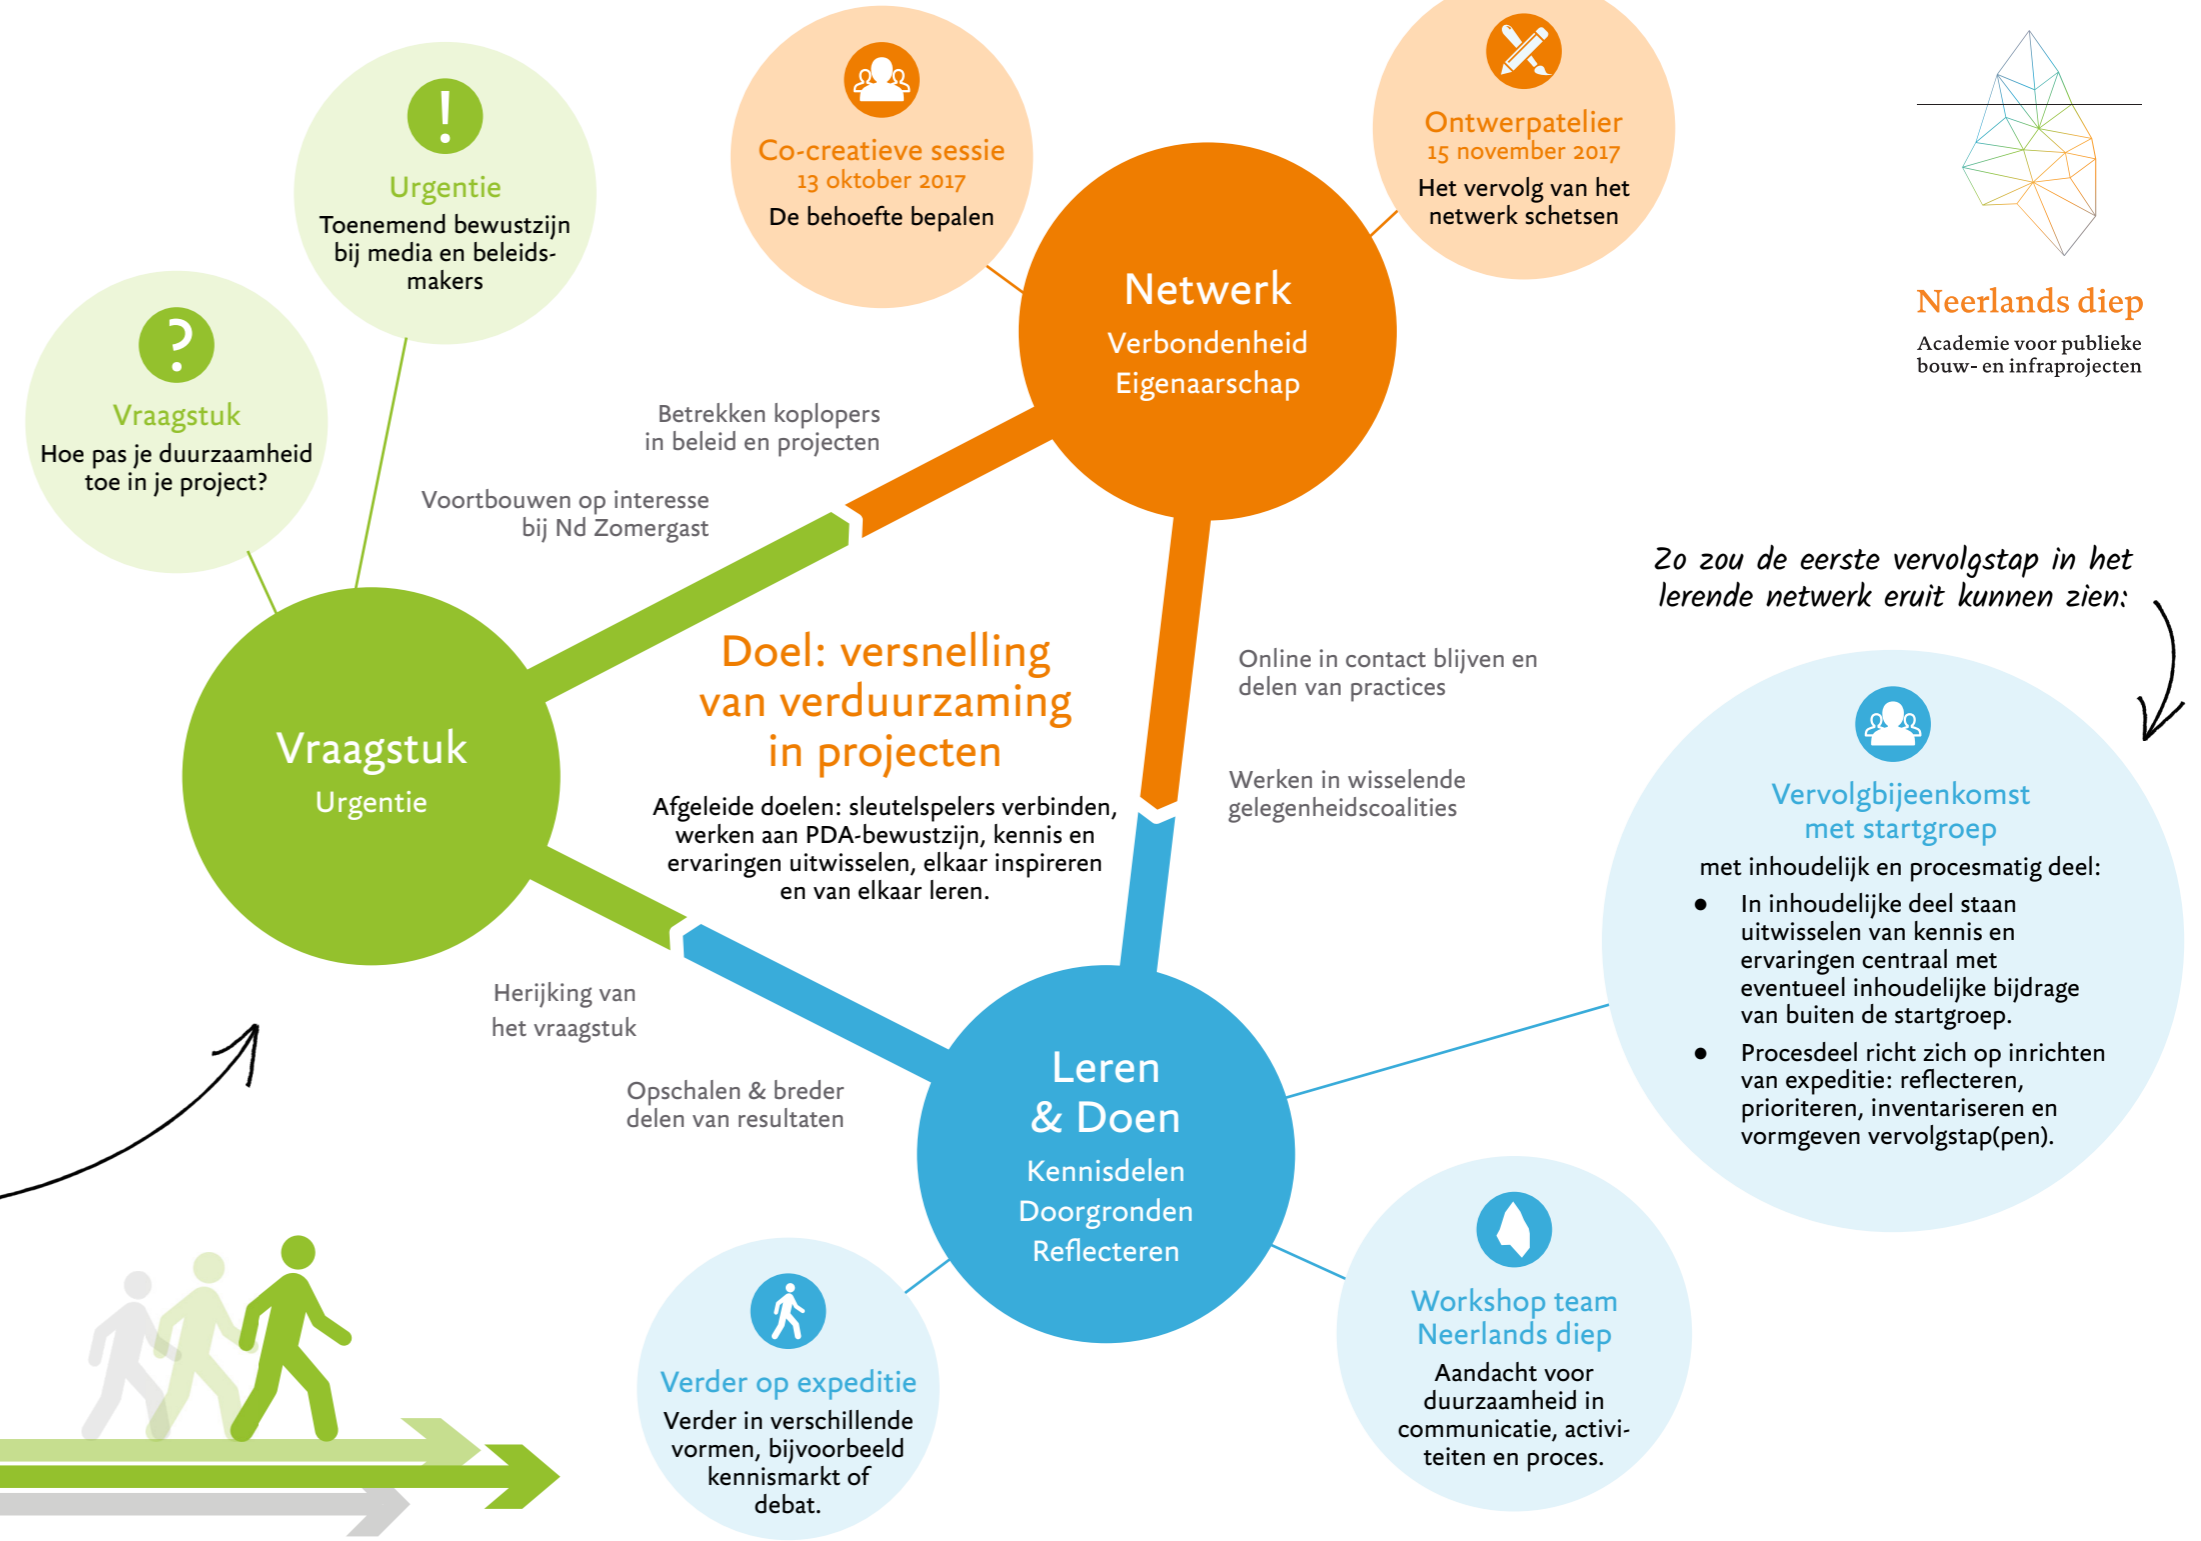 !
Urgentie
Toenemend bewustzijn
bij media en beleids-
makers
?
Vraagstuk
Hoe pas je duurzaamheid
toe in je project?
Co-creatieve sessie
13 oktober 2017
De behoefte bepalen
Ontwerpatelier
15 november 2017
Het vervolg van het
netwerk schetsen
Neerlands diep
Academie voor publieke
bouw- en infraprojecten
Netwerk
Verbondenheid
Eigenaarschap
Betrekken koplopers
in beleid en projecten
Voortbouwen op interesse
bij Nd Zomergast
Vraagstuk
Urgentie
Doel: versnelling
van verduurzaming
in projecten
Afgeleide doelen: sleutelspelers verbinden,
werken aan PDA-bewustzijn, kennis en
ervaringen uitwisselen, elkaar inspireren
en van elkaar leren.
Online in contact blijven en
delen van practices
Werken in wisselende
gelegenheidscoalities
Zo zou de eerste vervolgstap in het
lerende netwerk eruit kunnen zien:
Vervolgbijeenkomst
met startgroep
met inhoudelijk en procesmatig deel:
• In inhoudelijke deel staan
uitwisselen van kennis en
ervaringen centraal met
eventueel inhoudelijke bijdrage
van buiten de startgroep.
• Procesdeel richt zich op inrichten
van expeditie: reflecteren,
prioriteren, inventariseren en
vormgeven vervolgstap(pen).
Herijking van
het vraagstuk
Opschalen & breder
delen van resultaten
Leren
& Doen
Kennisdelen
Doorgronden
Reflecteren
Verder op expeditie
Verder in verschillende
vormen, bijvoorbeeld
kennismarkt of
debat.
Workshop team
Neerlands diep
Aandacht voor
duurzaamheid in
communicatie, activi-
teiten en proces.